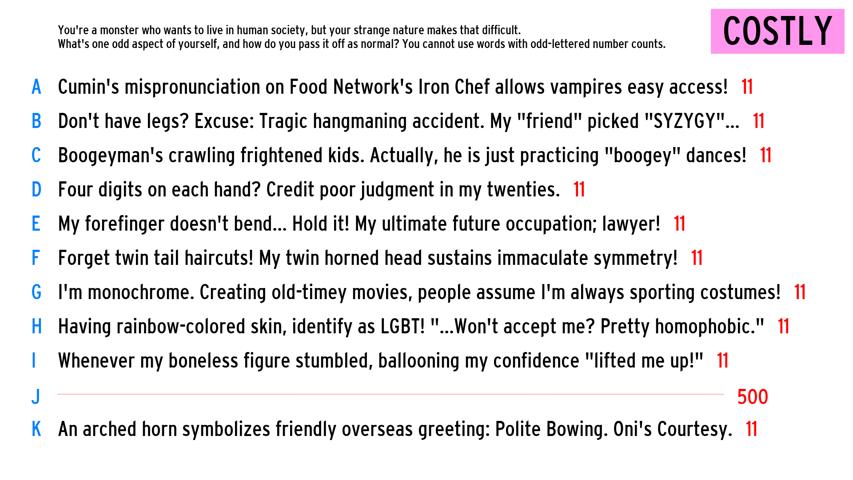 You're a monster who wants to live in human society, but your strange nature makes that difficult.
What's one odd aspect of yourself, and how do you pass it off as normal? You cannot use words with odd-lettered number counts.
COSTLY
A Cumin's mispronunciation on Food Network's Iron Chef allows vampires easy access! 11
B Don't have legs? Excuse: Tragic hangmaning accident. My "friend" picked "SYZYGY"... 11
C Boogeyman's crawling frightened kids. Actually, he is just practicing "boogey" dances! 11
D Four digits on each hand? Credit poor judgment in my twenties. 11
E My forefinger doesn't bend... Hold it! My ultimate future occupation; lawyer! 11
F Forget twin tail haircuts! My twin horned head sustains immaculate symmetry! 11
G I'm monochrome. Creating old-timey movies, people assume I'm always sporting costumes! 11
H Having rainbow-colored skin, identify as LGBT! "...Won't accept me? Pretty homophobic." 11
I Whenever my boneless figure stumbled, ballooning my confidence "lifted me up!" 11
J 500
K An arched horn symbolizes friendly overseas greeting: Polite Bowing. Oni's Courtesy. 11